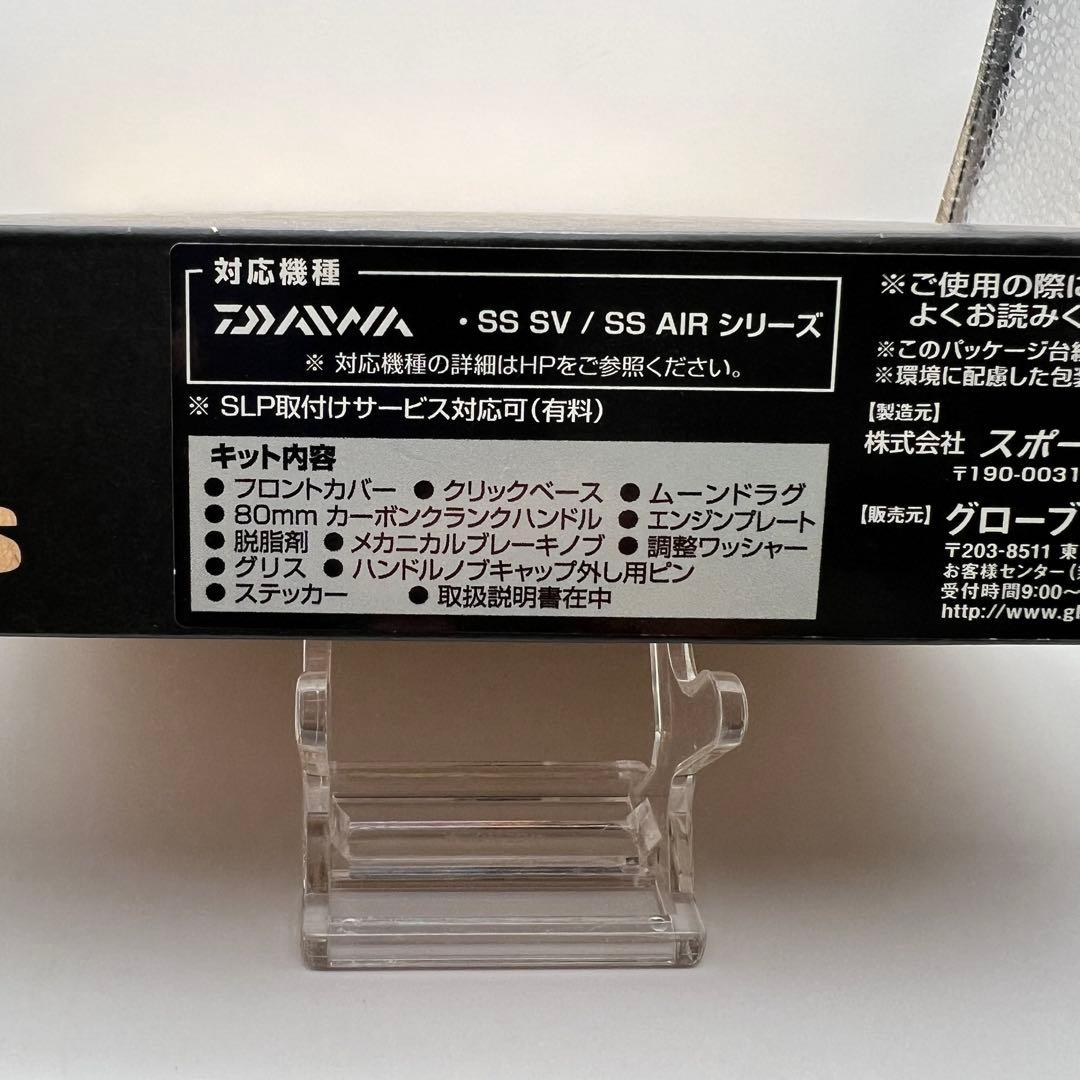 対応機種
DAIWA ・SS SV / SS AIR シリーズ
※ 対応機種の詳細はHPをご参照ください。
※ SLP取付けサービス対応可(有料)
キット内容
● フロントカバー ● クリックベース ● ムーンドラグ
● 80mm カーボンクランクハンドル ● エンジンプレート
● 脱脂剤 ● メカニカルブレーキノブ ● 調整ワッシャー
● グリス ● ハンドルノブキャップ外し用ピン
● ステッカー ● 取扱説明書在中
※ご使用の際に
よくお読みく
※このパッケージ台紙
※環境に配慮した包装
【製造元】
株式会社 スポー
〒190-0031
【販売元】グローブ
〒203-8511 東
お客様センター(
受付時間9:00~
http://www.gl
S